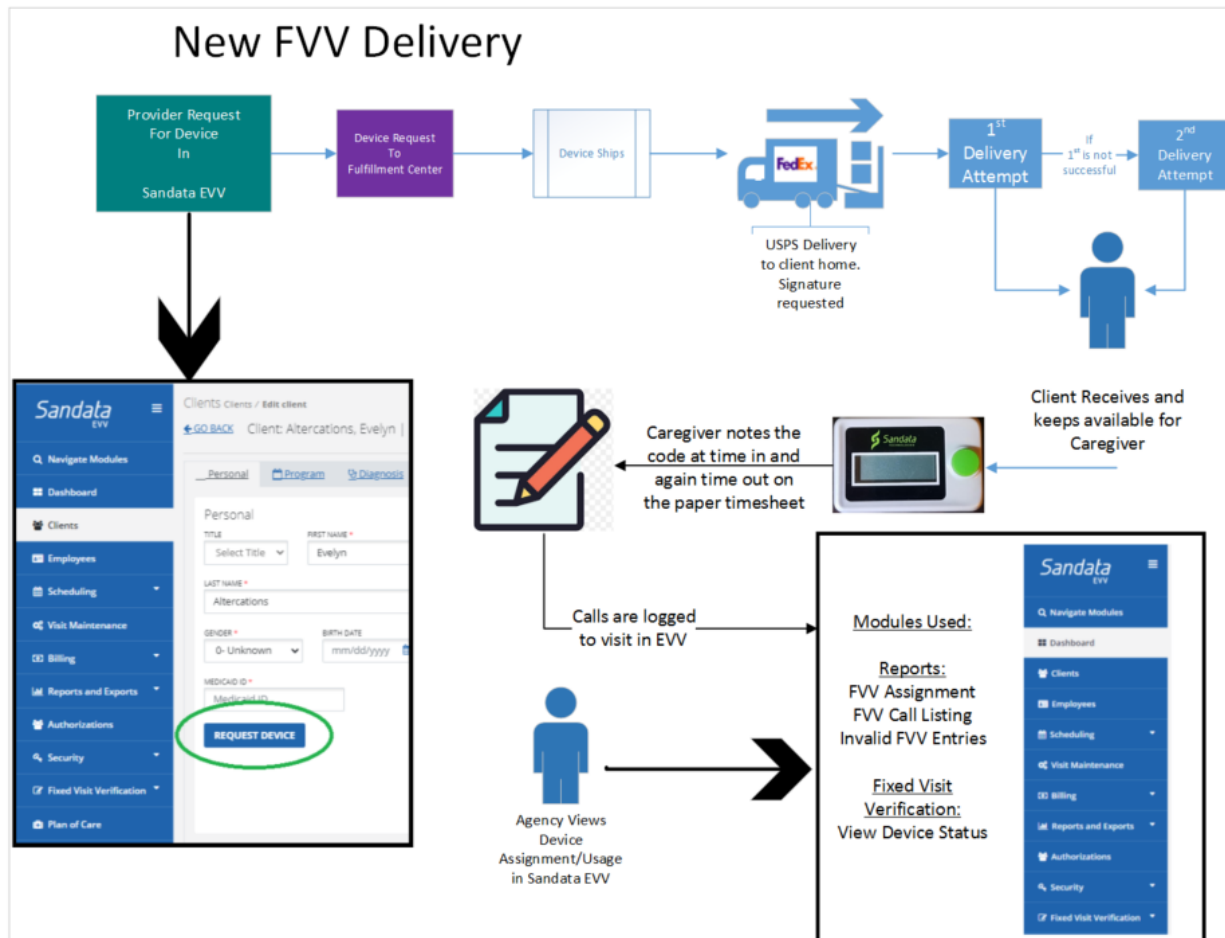 New FVV Delivery
Provider Request
For Device
In
Sandata EVV
Device Request
To
Fulfillment Center
Device Ships
FedEx
USPS Delivery
to client home.
Signature
requested
1st
Delivery
Attempt
If
1st is not
successful
2nd
Delivery
Attempt
Client Receives and
keeps available for
Caregiver
Sandata
Caregiver notes the
code at time in and
again time out on
the paper timesheet
Calls are logged
to visit in EVV
Agency Views
Device
Assignment/Usage
in Sandata EVV
Sandata
EVV
Navigate Modules
Dashboard
Clients
Employees
Scheduling
Visit Maintenance
Billing
Reports and Exports
Authorizations
Security
Fixed Visit Verification
Plan of Care
Clients Clients / Edit client
GO BACK Client: Altercations, Evelyn |
Personal Program Diagnosis
Personal
TITLE FIRST NAME *
Select Title Evelyn
LAST NAME *
Altercations
GENDER * BIRTH DATE
0- Unknown mm/dd/yyyy
MEDICAID ID *
Medicaid ID
REQUEST DEVICE
Modules Used:
Reports:
FVV Assignment
FVV Call Listing
Invalid FVV Entries
Fixed Visit
Verification:
View Device Status
Sandata
EVV
Navigate Modules
Dashboard
Clients
Employees
Scheduling
Visit Maintenance
Billing
Reports and Exports
Authorizations
Security
Fixed Visit Verification